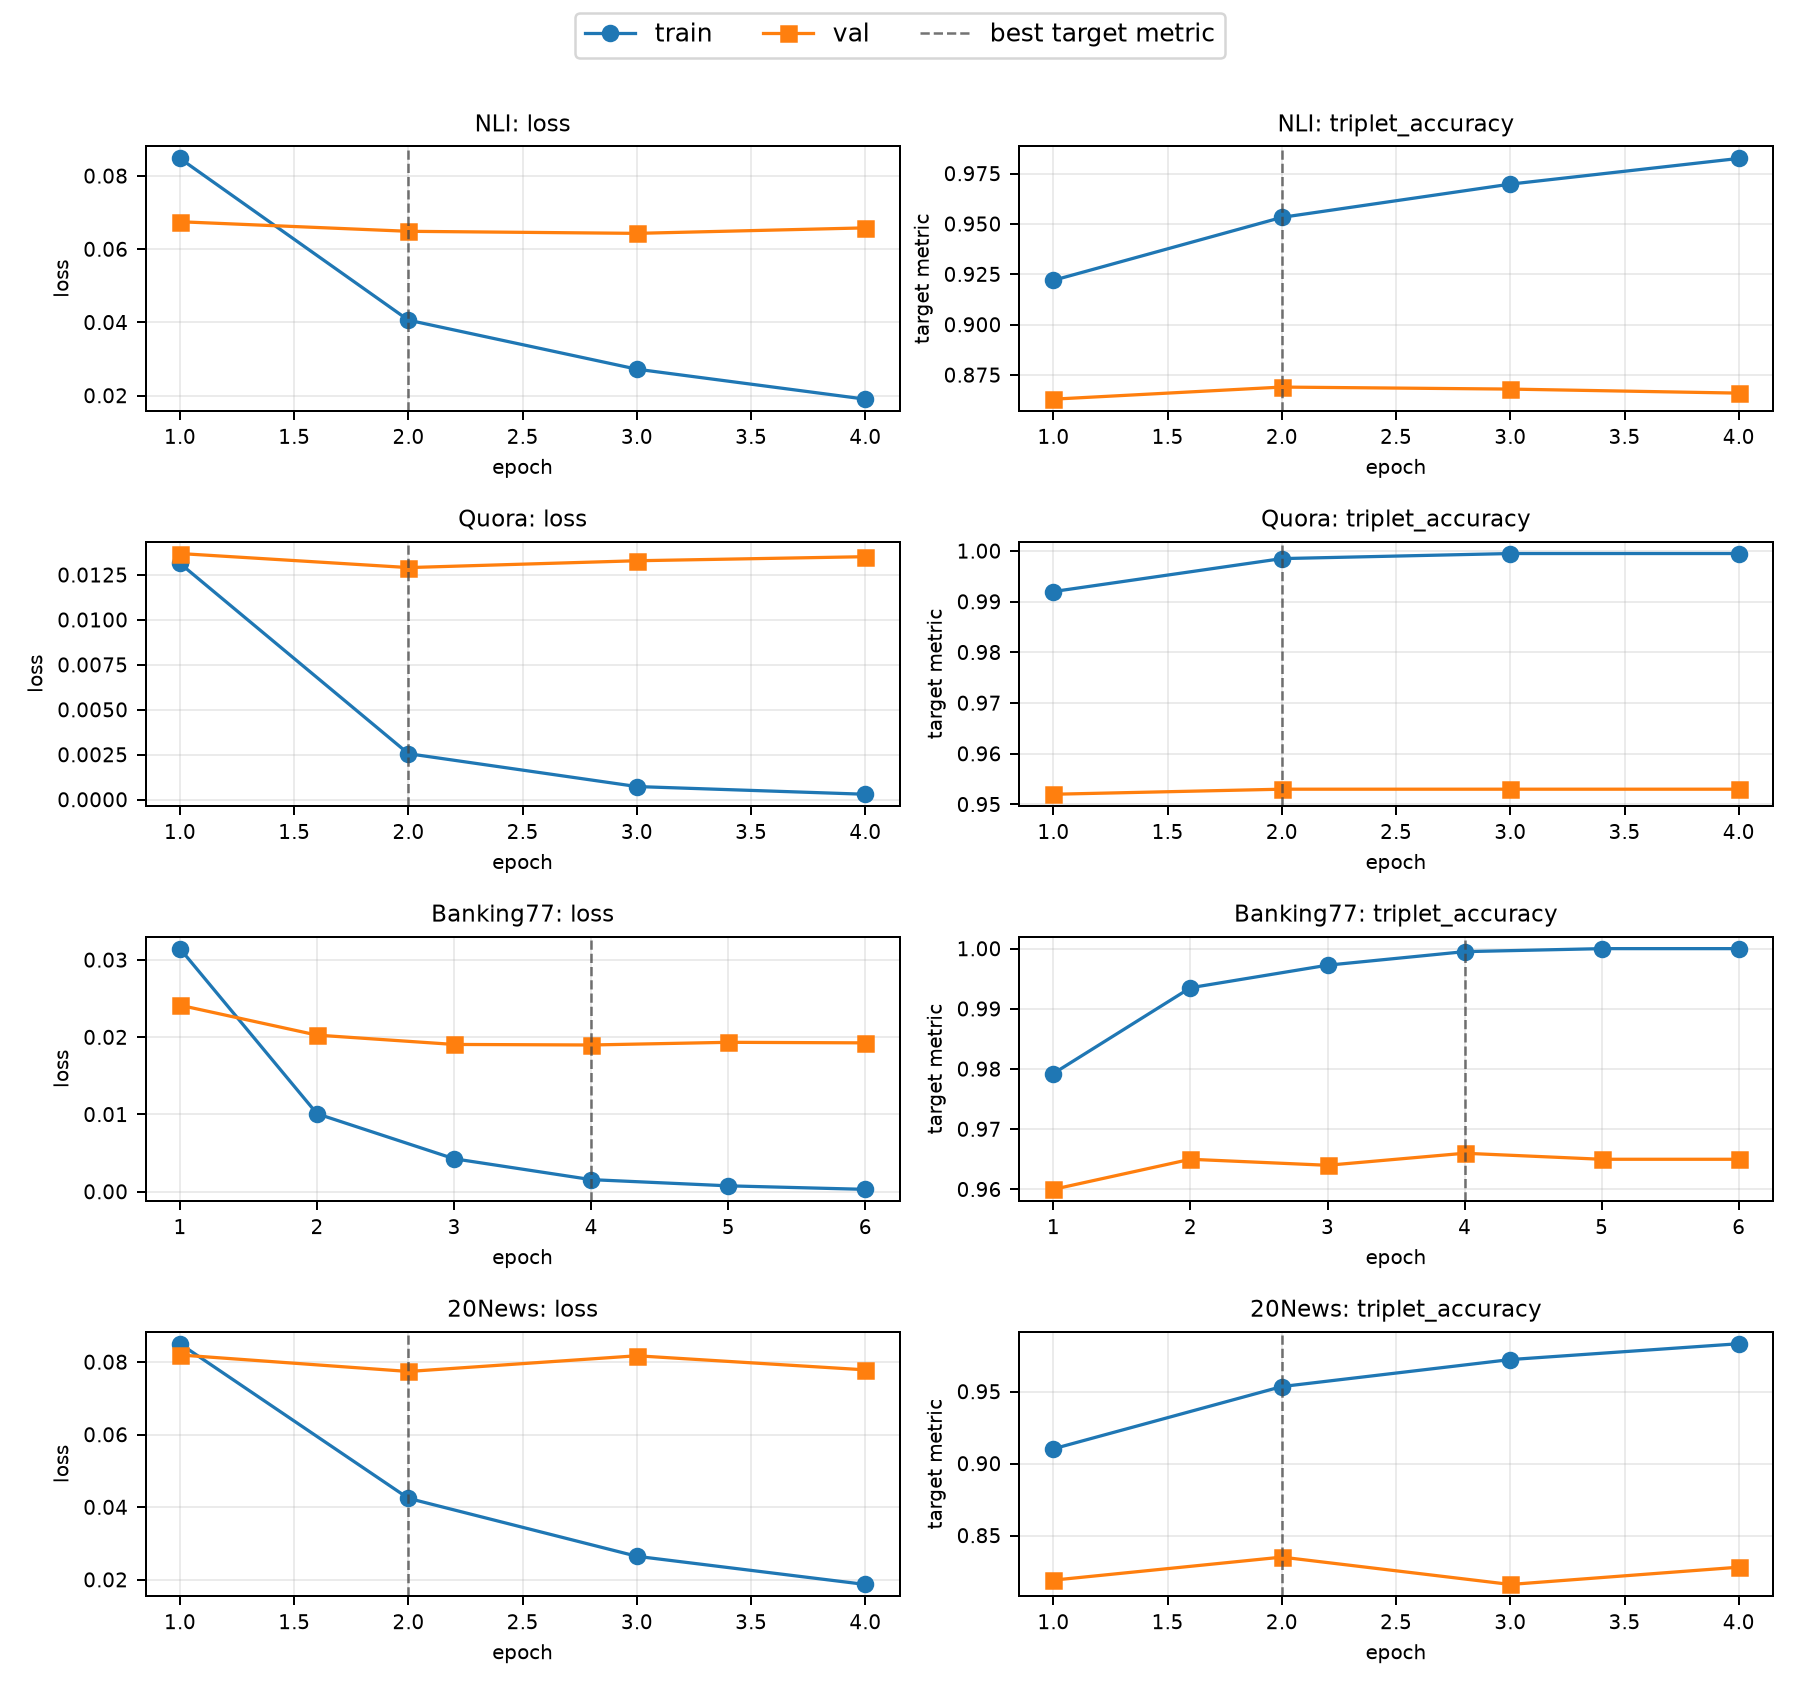 train val best target metric
NLI: loss
loss
0.08
0.06
0.04
0.02
1.0 1.5 2.0 2.5 3.0 3.5 4.0
epoch
NLI: triplet_accuracy
target metric
0.975
0.950
0.925
0.900
0.875
1.0 1.5 2.0 2.5 3.0 3.5 4.0
epoch
Quora: loss
loss
0.0125
0.0100
0.0075
0.0050
0.0025
0.0000
1.0 1.5 2.0 2.5 3.0 3.5 4.0
epoch
Quora: triplet_accuracy
target metric
1.00
0.99
0.98
0.97
0.96
0.95
1.0 1.5 2.0 2.5 3.0 3.5 4.0
epoch
Banking77: loss
loss
0.03
0.02
0.01
0.00
1 2 3 4 5 6
epoch
Banking77: triplet_accuracy
target metric
1.00
0.99
0.98
0.97
0.96
1 2 3 4 5 6
epoch
20News: loss
loss
0.08
0.06
0.04
0.02
1.0 1.5 2.0 2.5 3.0 3.5 4.0
epoch
20News: triplet_accuracy
target metric
0.95
0.90
0.85
1.0 1.5 2.0 2.5 3.0 3.5 4.0
epoch